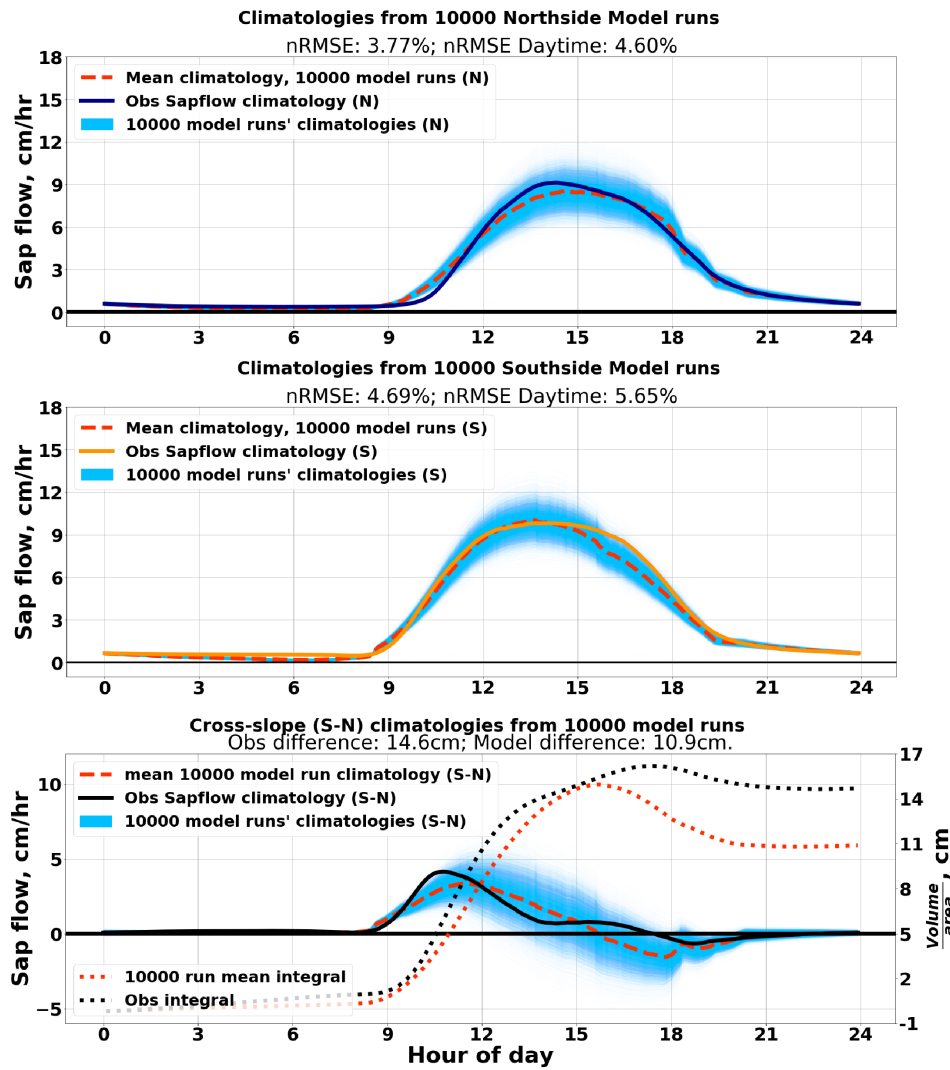 Climatologies from 10000 Northside Model runs
nRMSE: 3.77%; nRMSE Daytime: 4.60%
Sap flow, cm/hr
18
15
12
9
6
3
0
Mean climatology, 10000 model runs (N)
Obs Sapflow climatology (N)
10000 model runs' climatologies (N)
0 3 6 9 12 15 18 21 24
Climatologies from 10000 Southside Model runs
nRMSE: 4.69%; nRMSE Daytime: 5.65%
Sap flow, cm/hr
18
15
12
9
6
3
0
Mean climatology, 10000 model runs (S)
Obs Sapflow climatology (S)
10000 model runs' climatologies (S)
0 3 6 9 12 15 18 21 24
Cross-slope (S-N) climatologies from 10000 model runs
Obs difference: 14.6cm; Model difference: 10.9cm.
Sap flow, cm/hr
10
5
0
−5
mean 10000 model run climatology (S-N)
Obs Sapflow climatology (S-N)
10000 model runs' climatologies (S-N)
10000 run mean integral
Obs integral
17
14
11
8
5
2
-1
Volume
area
, cm
0 3 6 9 12 15 18 21 24
Hour of day